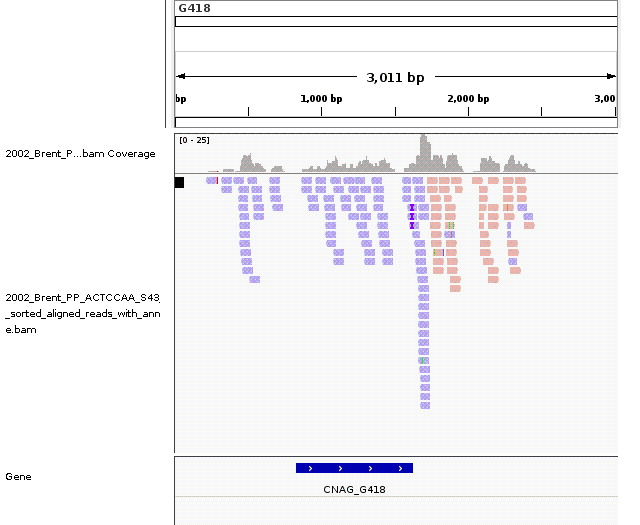 G418
3,011 bp
bp 1,000 bp 2,000 bp 3,00
[0 - 25]
2002_Brent_P...bam Coverage
2002_Brent_PP_ACTCCAA_S43
_sorted_aligned_reads_with_ann
e.bam
Gene
CNAG_G418